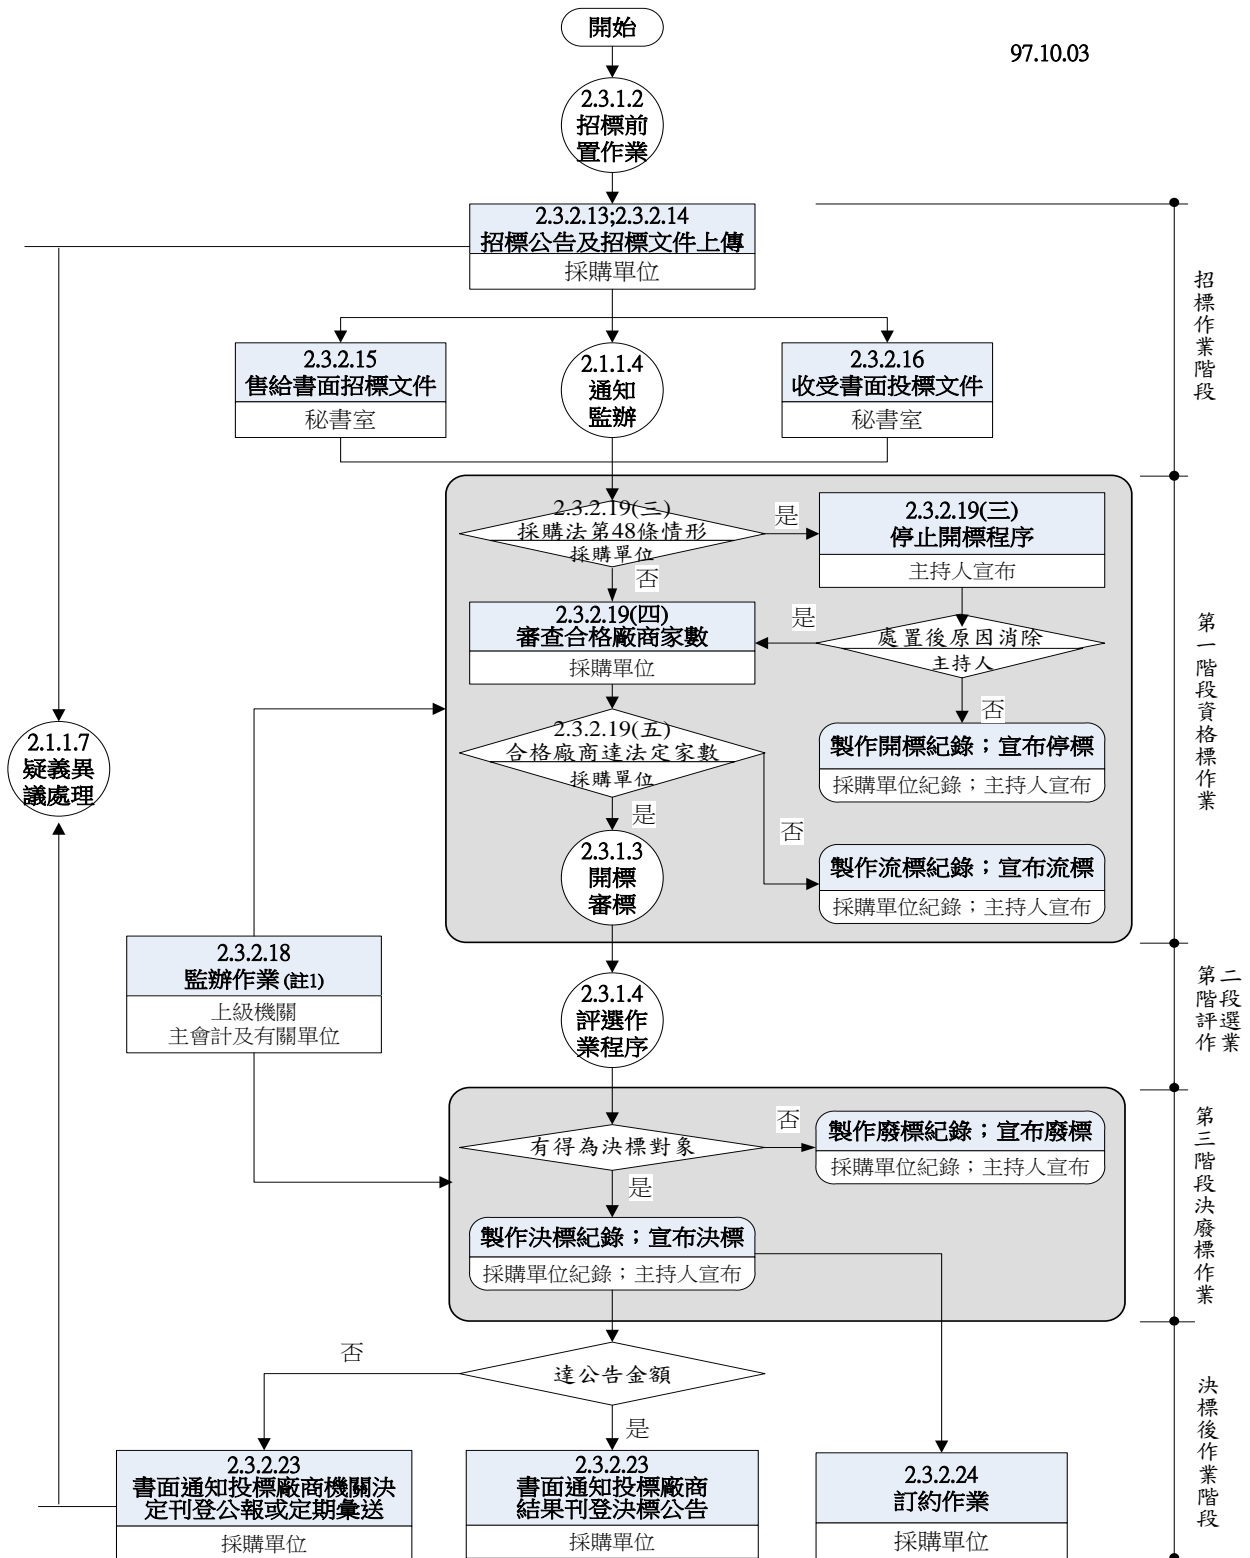 開始
97.10.03
2.3.1.2
招標前
置作業
2.3.2.13;2.3.2.14
招標公告及招標文件上傳
採購單位
招標作業階段
2.3.2.15
售給書面招標文件
秘書室
2.1.1.4
通知
監辦
2.3.2.16
收受書面投標文件
秘書室
2.3.2.19(三)
採購法第48條情形
採購單位
是
否
2.3.2.19(三)
停止開標程序
主持人宣布
2.3.2.19(四)
審查合格廠商家數
採購單位
是
處置後原因消除
主持人
否
第一階段資格標作業
2.3.2.19(五)
合格廠商達法定家數
採購單位
是
否
製作開標紀錄；宣布停標
採購單位紀錄；主持人宣布
2.1.1.7
疑義異
議處理
2.3.1.3
開標
審標
製作流標紀錄；宣布流標
採購單位紀錄；主持人宣布
2.3.2.18
監辦作業(註1)
上級機關
主會計及有關單位
2.3.1.4
評選作
業程序
第二
階段
評選
作業
有得為決標對象
否
是
製作廢標紀錄；宣布廢標
採購單位紀錄；主持人宣布
製作決標紀錄；宣布決標
採購單位紀錄；主持人宣布
第三階段決廢標作業
達公告金額
否
是
2.3.2.23
書面通知投標廠商機關決
定刊登公報或定期彙送
採購單位
2.3.2.23
書面通知投標廠商
結果刊登決標公告
採購單位
2.3.2.24
訂約作業
採購單位
決標後作業階段